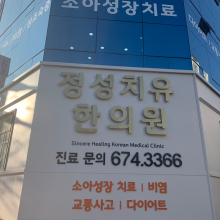 소아성장치료
정성치유
한의원
Sincere Healing Korean Medical Clinic
진료 문의 674.3366
소아성장 치료 | 비염
교통사고 | 다이어트